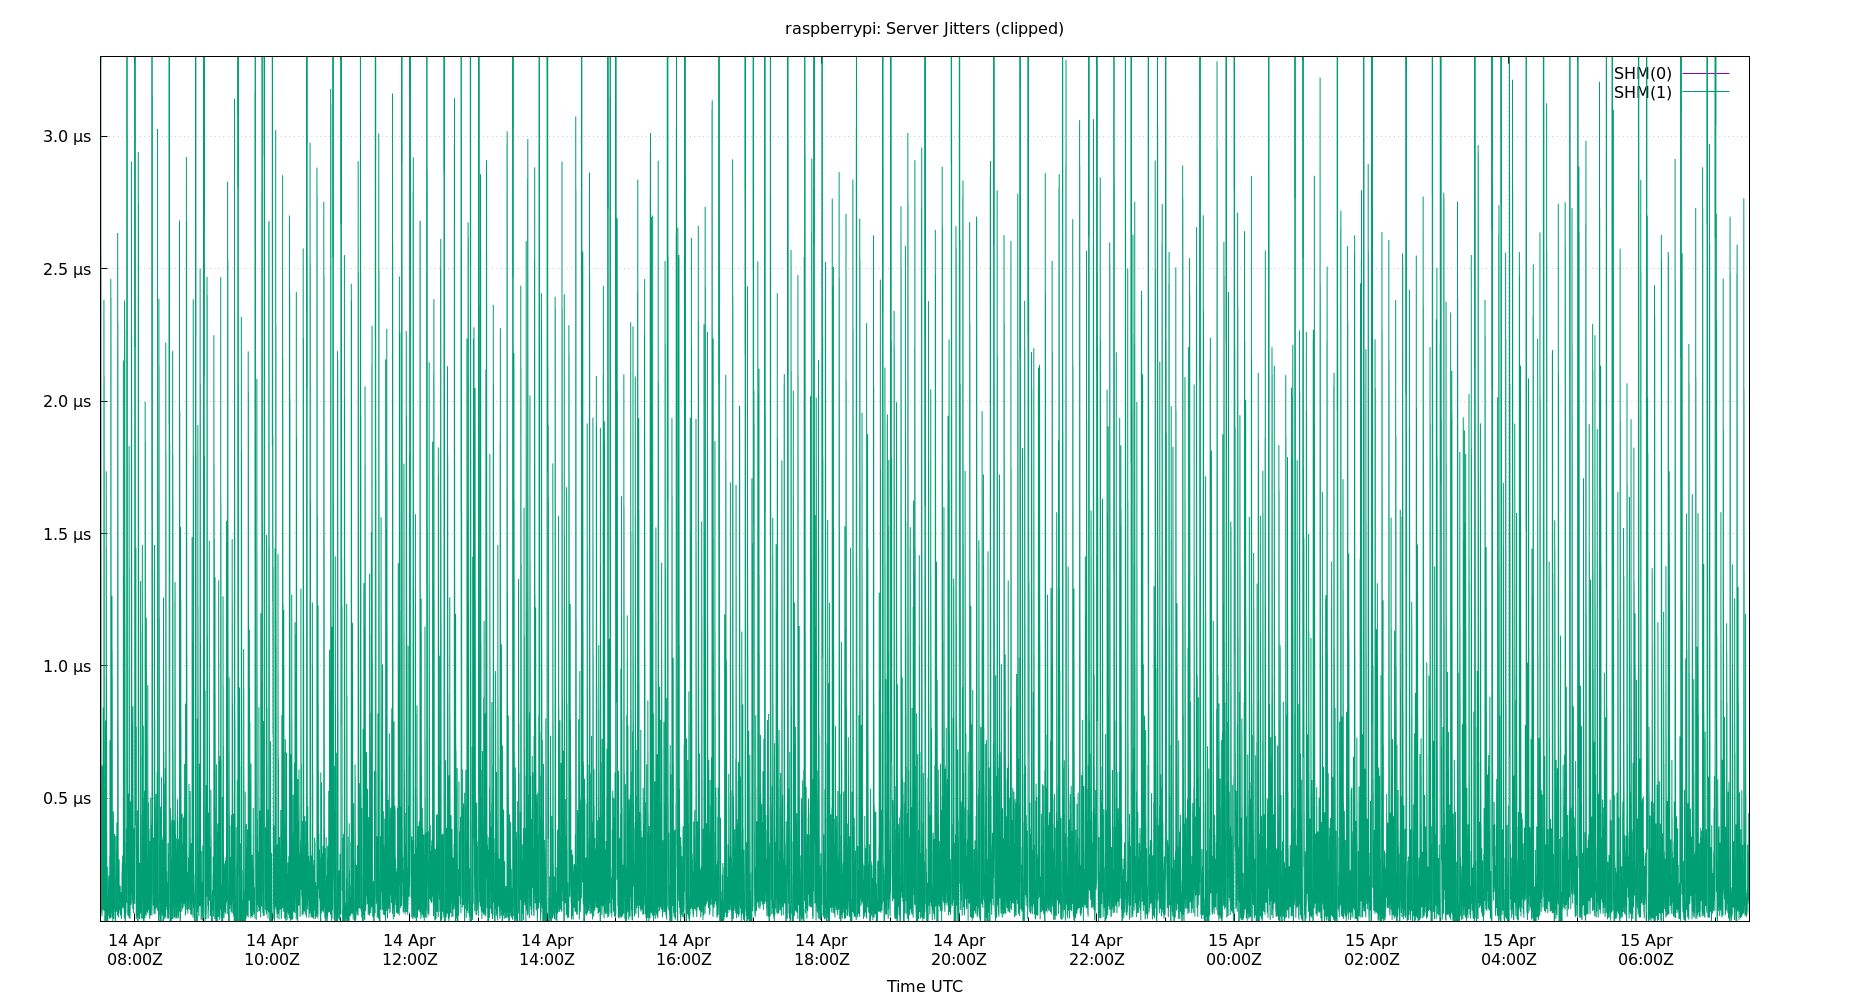 raspberrypi: Server Jitters (clipped)
SHM(0)
SHM(1)
3.0 µs
2.5 µs
2.0 µs
1.5 µs
1.0 µs
0.5 µs
14 Apr 14 Apr 14 Apr 14 Apr 14 Apr 14 Apr 14 Apr 14 Apr 15 Apr 15 Apr 15 Apr 15 Apr
08:00Z 10:00Z 12:00Z 14:00Z 16:00Z 18:00Z 20:00Z 22:00Z 00:00Z 02:00Z 04:00Z 06:00Z
Time UTC